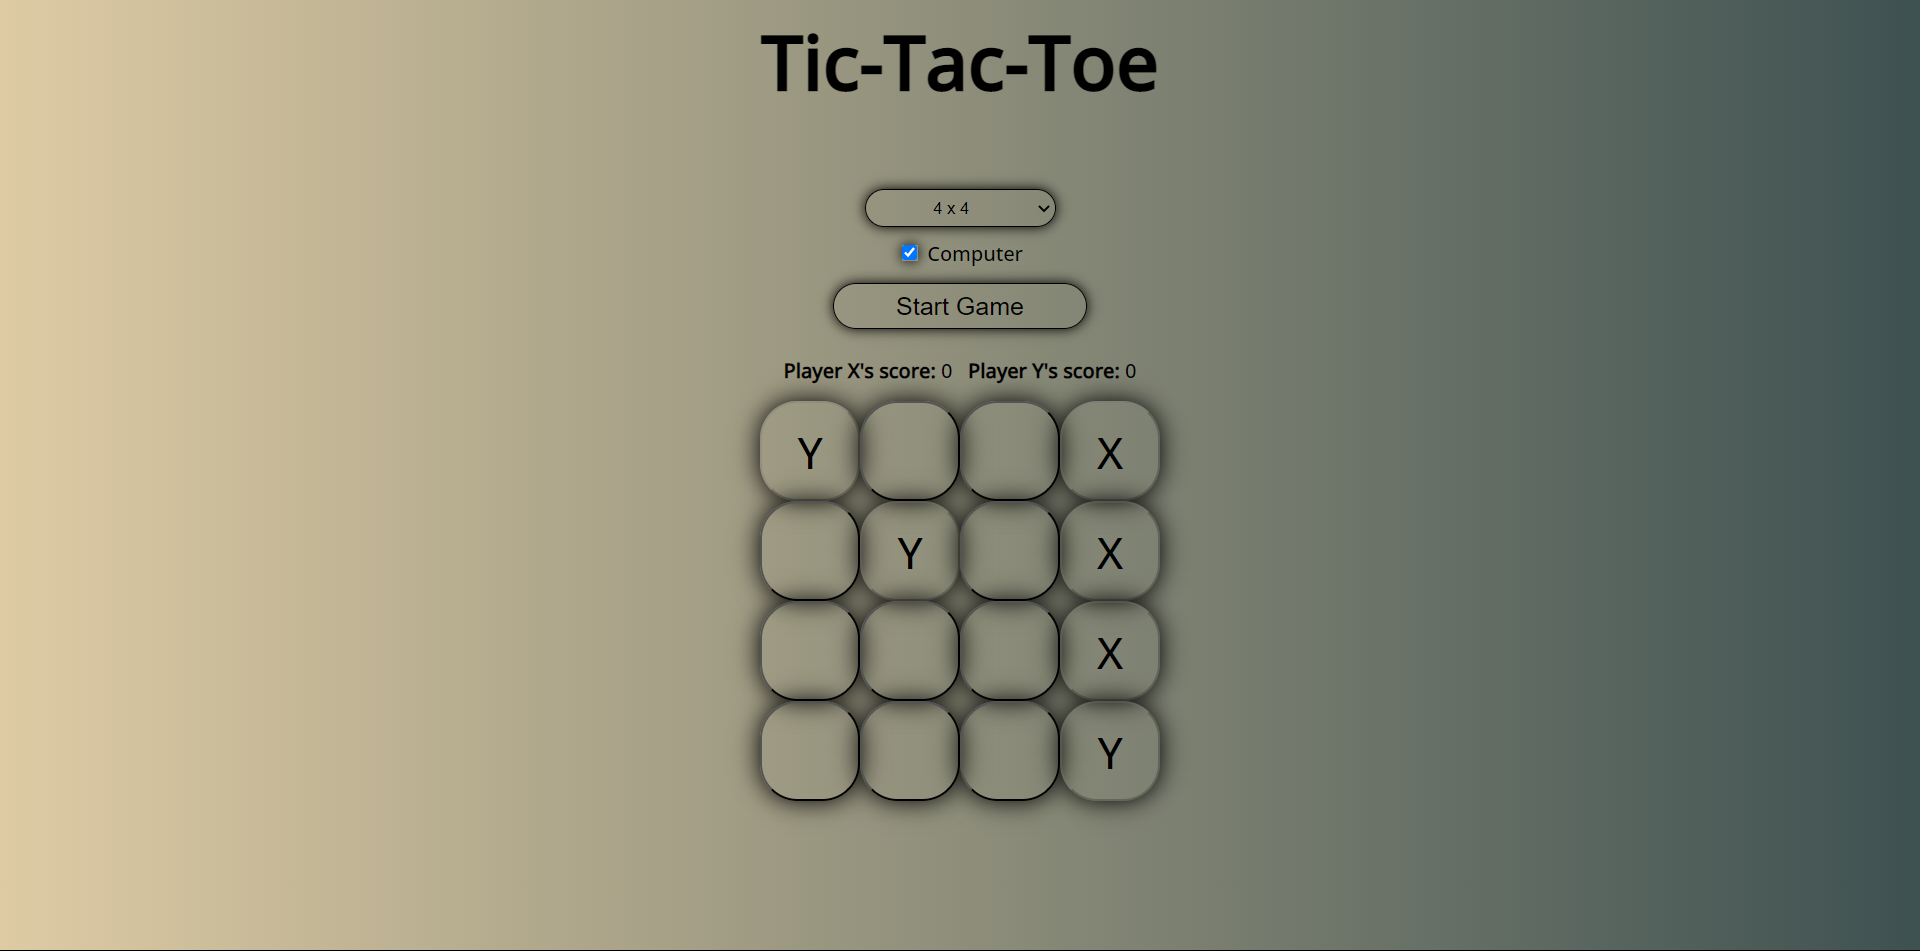 Tic-Tac-Toe
4 x 4
Computer
Start Game
Player X's score: 0 Player Y's score: 0
Y X
Y X
X
Y